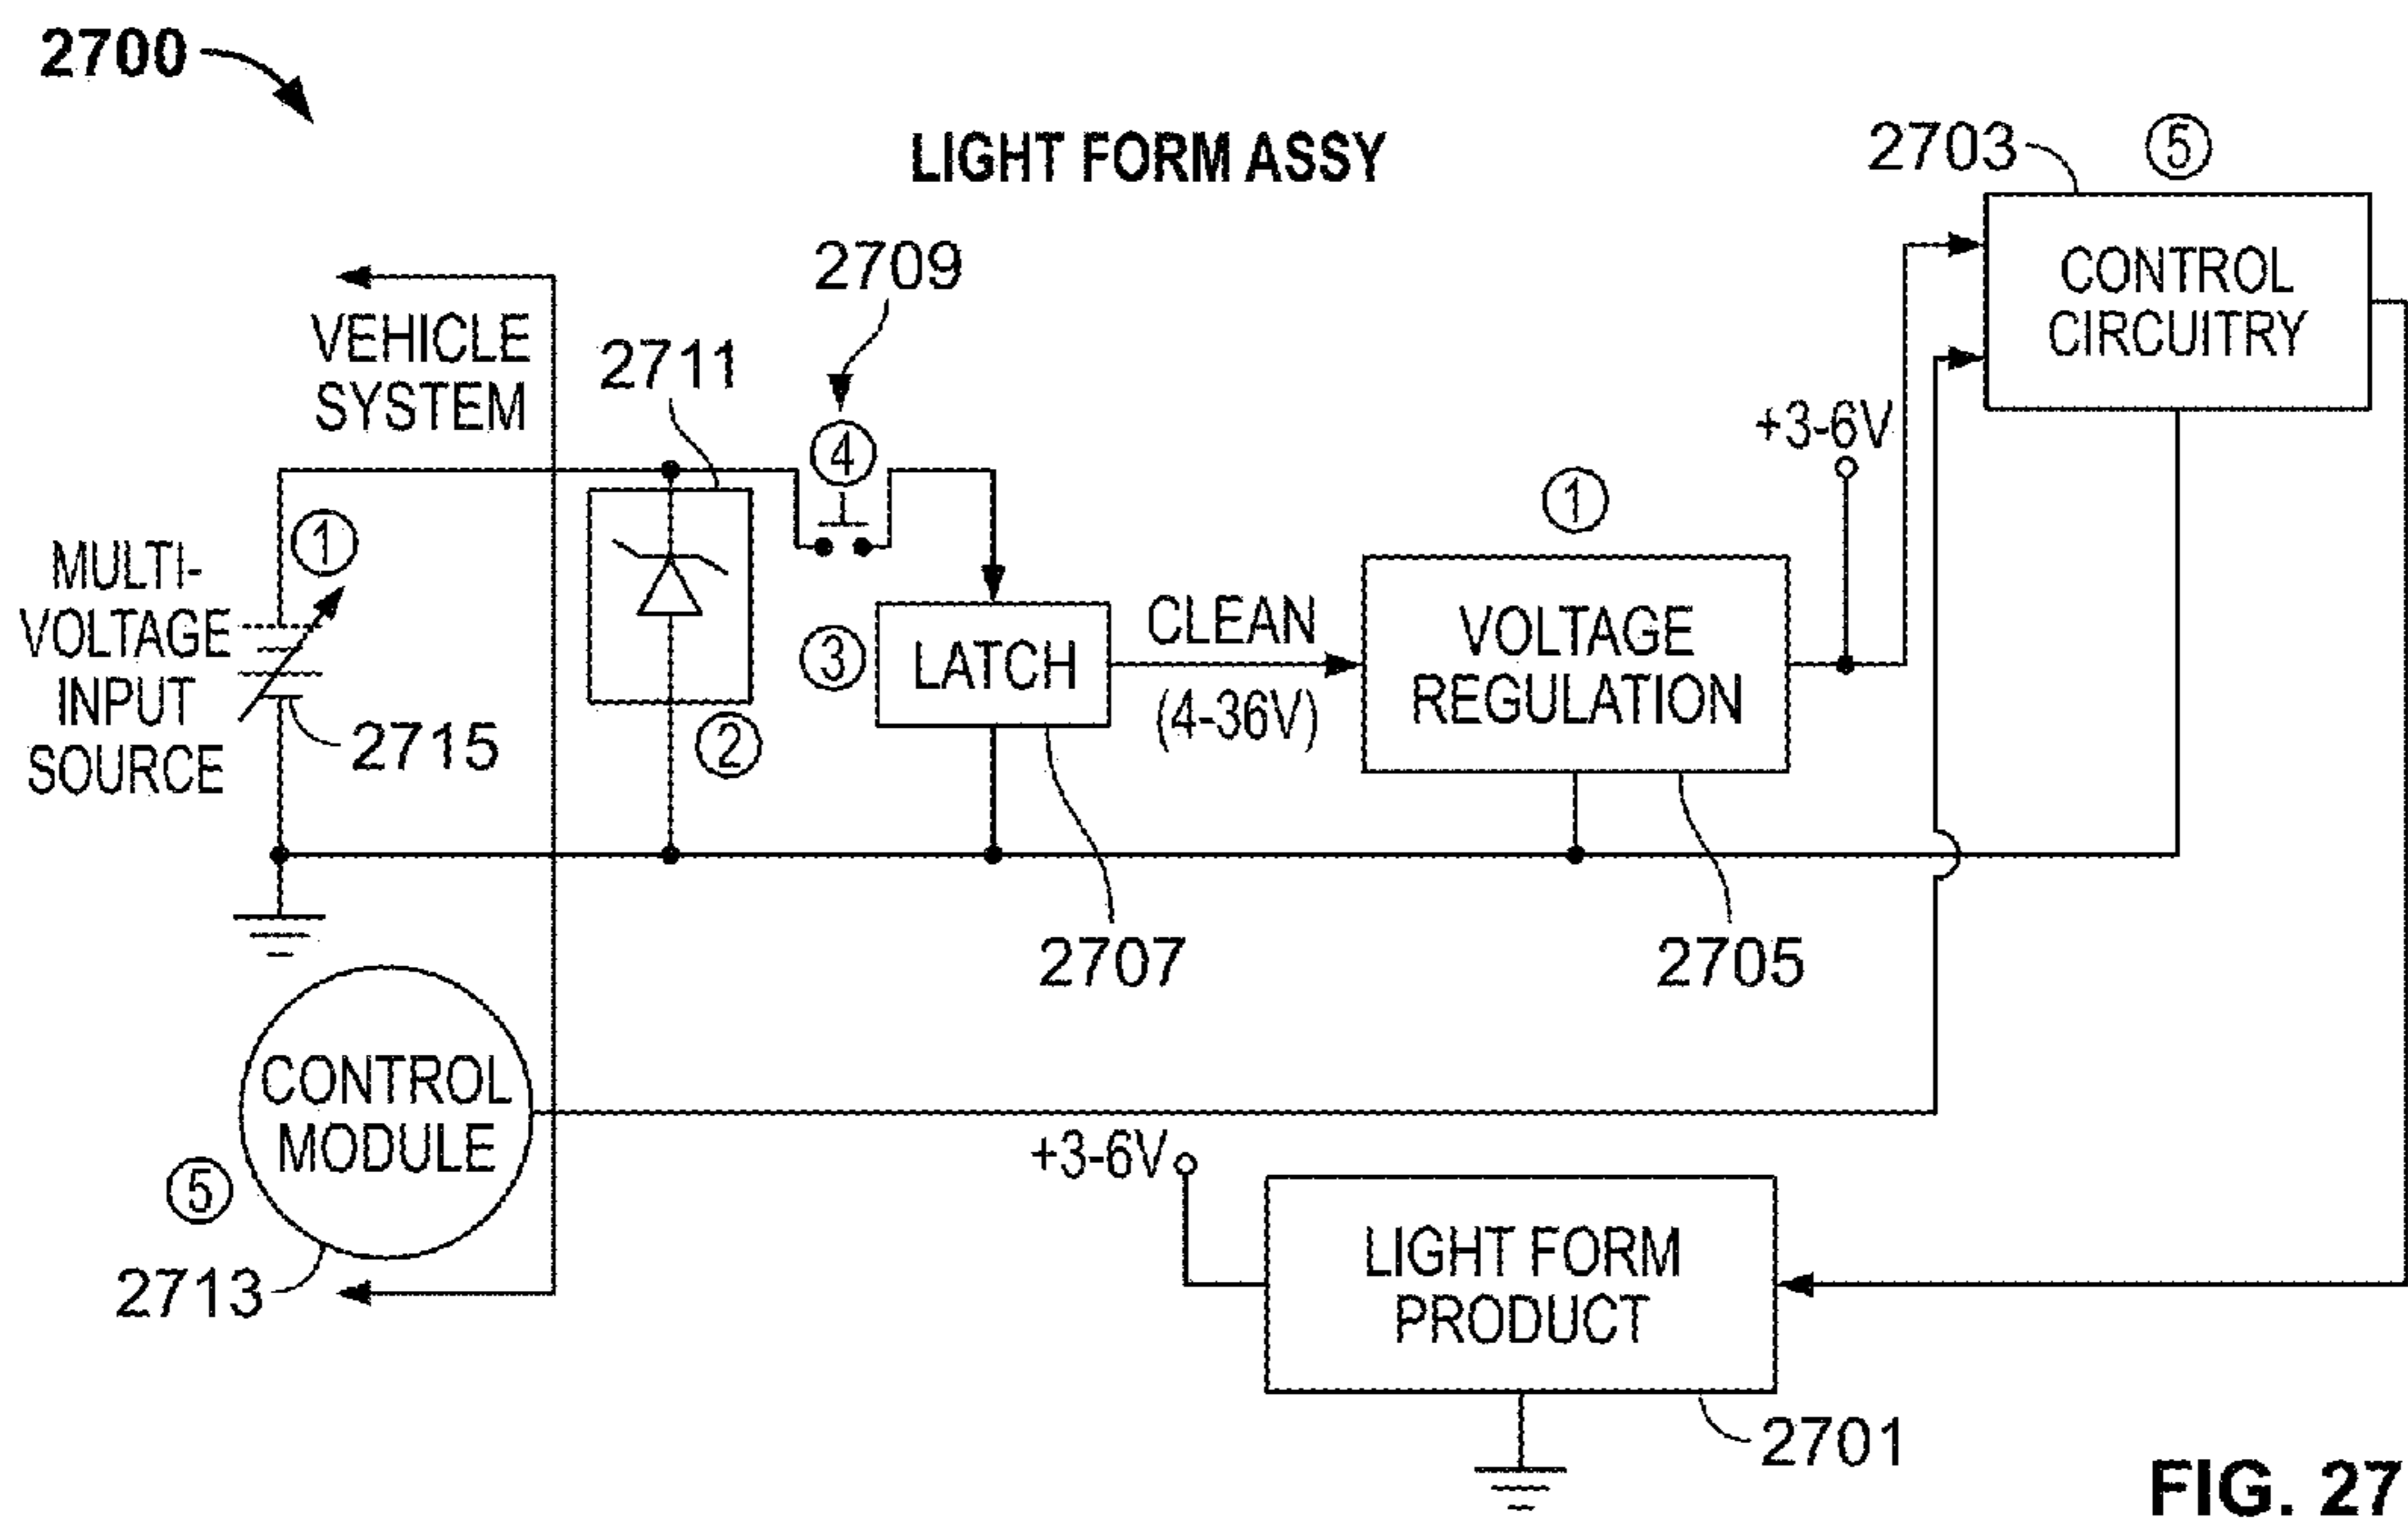 2700
LIGHT FORM ASSY
2703
⑤
2709
CONTROL
CIRCUITRY
VEHICLE
SYSTEM
2711
④
+3-6V
①
MULTI-
VOLTAGE
INPUT
SOURCE
2715
②
③
LATCH
CLEAN
(4-36V)
①
VOLTAGE
REGULATION
2707
2705
CONTROL
MODULE
⑤
2713
+3-6V
LIGHT FORM
PRODUCT
2701
FIG. 27